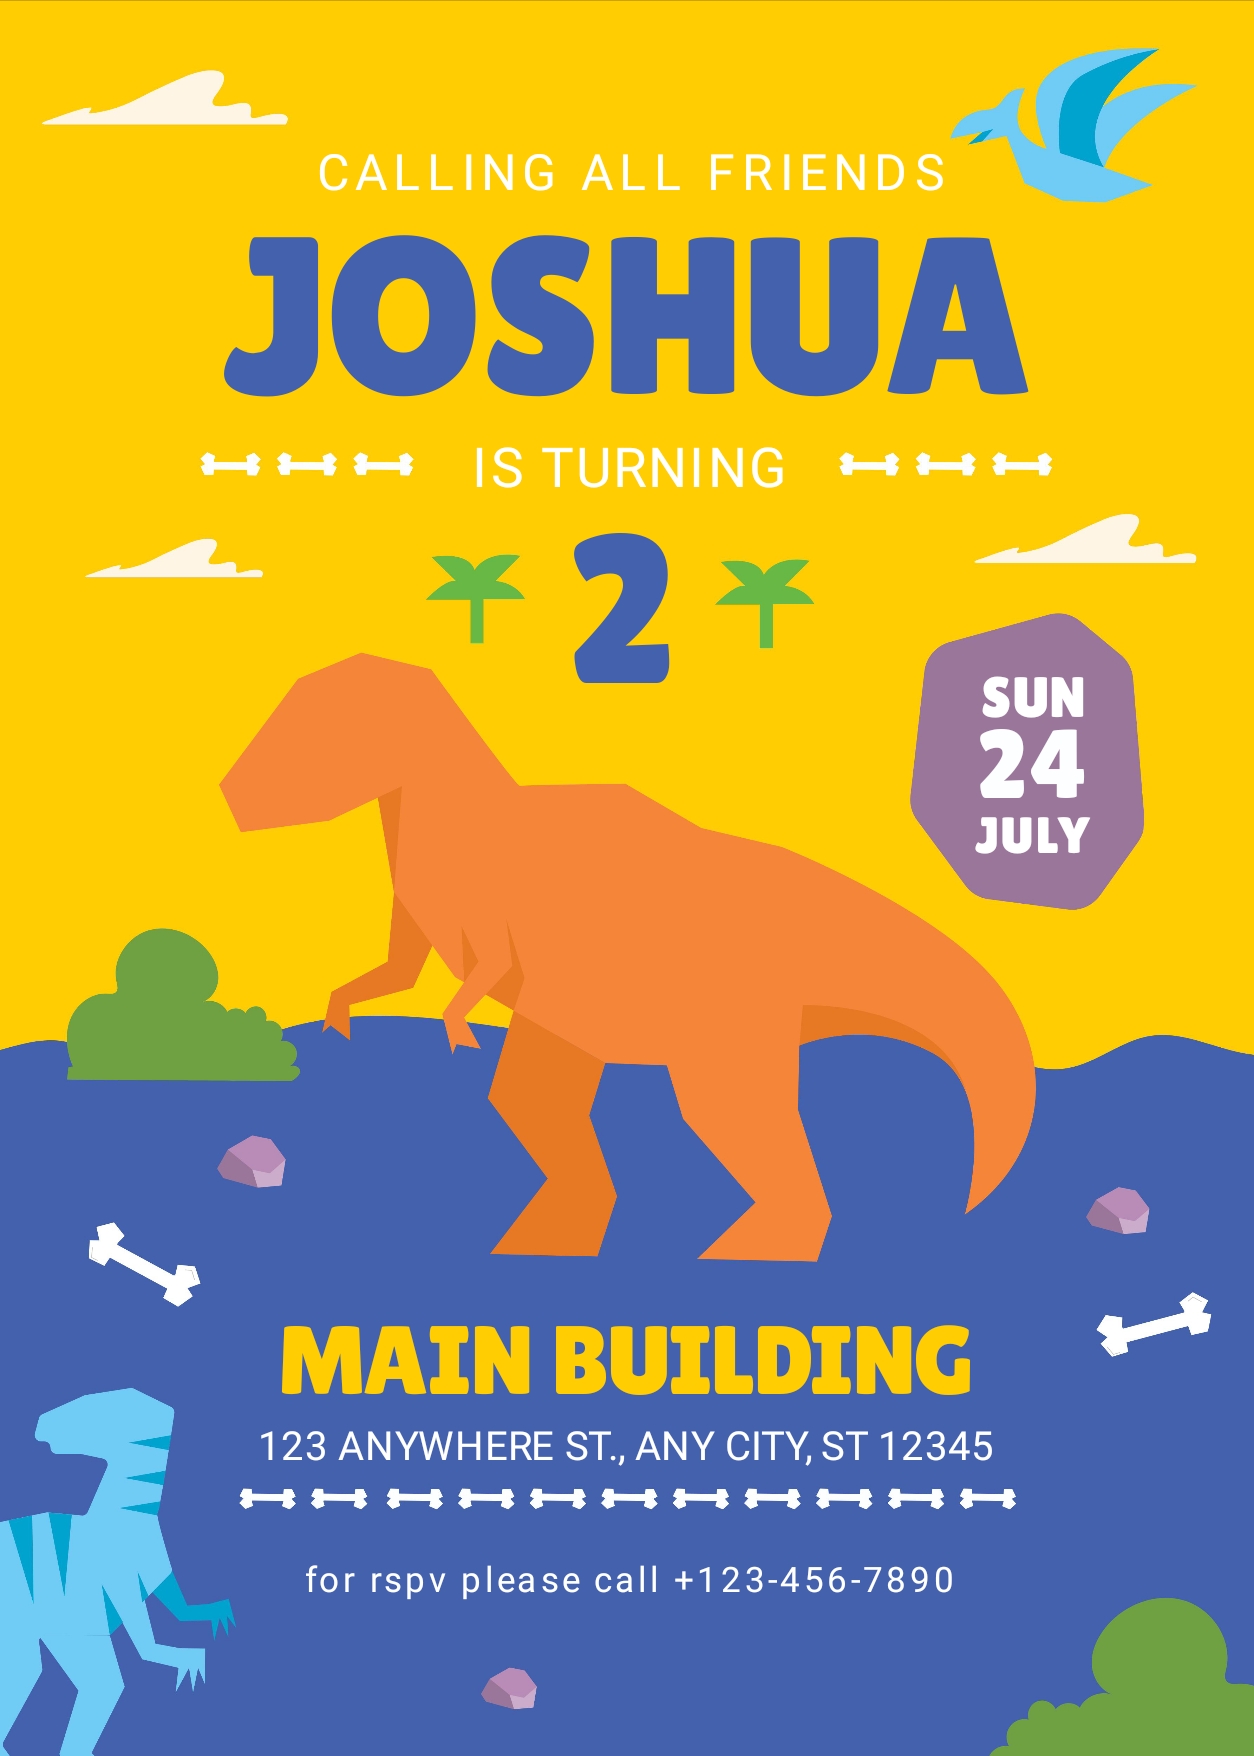 CALLING ALL FRIENDS
JOSHUA
IS TURNING
2
SUN
24
JULY
MAIN BUILDING
123 ANYWHERE ST., ANY CITY, ST 12345
for rspv please call +123-456-7890